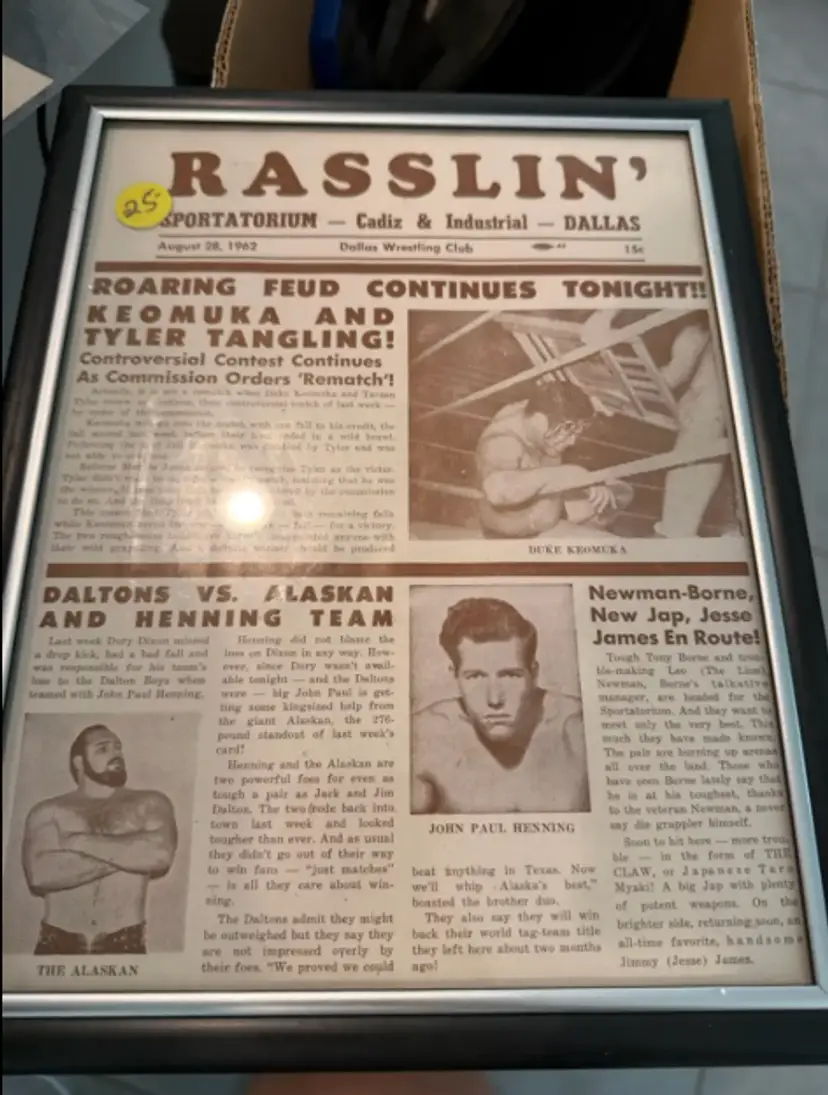 RASSLIN'
25-
SPORTATORIUM — Cadiz & Industrial — DALLAS
August 28, 1962 Dallas Wrestling Club 15c
ROARING FEUD CONTINUES TONIGHT!!
KEOMUKA AND
TYLER TANGLING!
Controversial Contest Continues
As Commission Orders 'Rematch'!
DUKE KEOMUKA
DALTONS VS. ALASKAN
AND HENNING TEAM
Last week Dory Dixon missed
a drop kick, had a bad fall and
was responsible for his team's
loss to the Dalton Boys when
teamed with John Paul Henning.
THE ALASKAN
Henning did not blame the
loss on Dixon in any way. How-
ever, since Dory wasn't avail-
able tonight — and the Daltons
were — big John Paul is get-
ting some kingsized help from
the giant Alaskan, the 276-
pound standout of last week's
card!
Henning and the Alaskan are
two powerful foes for even as
tough a pair as Jack and Jim
Dalton. The two rode back into
town last week and looked
tougher than ever. And as usual
they didn't go out of their way
to win fans — "just matches"
— is all they care about win-
ning.
The Daltons admit they might
be outweighed but they say they
are not impressed overly by
their foes. "We proved we could
JOHN PAUL HENNING
beat anything in Texas. Now
we'll whip Alaska's best,"
boasted the brother duo.
They also say they will win
back their world tag-team title
they left here about two months
ago!
Newman-Borne,
New Jap, Jesse
James En Route!
Tough Tony Borne and trou-
ble-making Leo (The Lion)
Newman, Borne's talkative
manager, are headed for the
Sportatorium. And they want to
meet only the very best. This
much they have made known.
The pair are burning up arenas
all over the land. Those who
have seen Borne lately say that
he is at his toughest, thanks
to the veteran Newman, a never
say die grappler himself.
Soon to hit here — more trou-
ble — in the form of THE
CLAW, or Japanese Taro
Myaki! A big Jap with plenty
of potent weapons. On the
brighter side, returning soon, an
all-time favorite, handsome
Jimmy (Jesse) James.